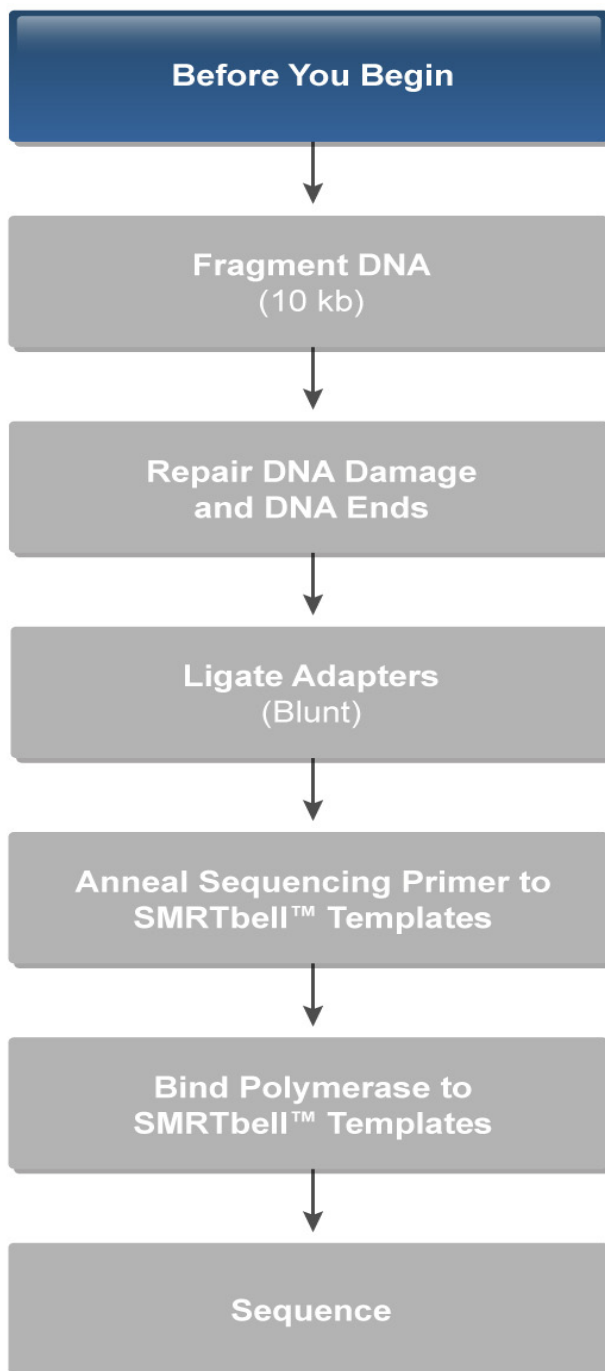 Before You Begin
Fragment DNA
(10 kb)
Repair DNA Damage
and DNA Ends
Ligate Adapters
(Blunt)
Anneal Sequencing Primer to
SMRTbell™ Templates
Bind Polymerase to
SMRTbell™ Templates
Sequence